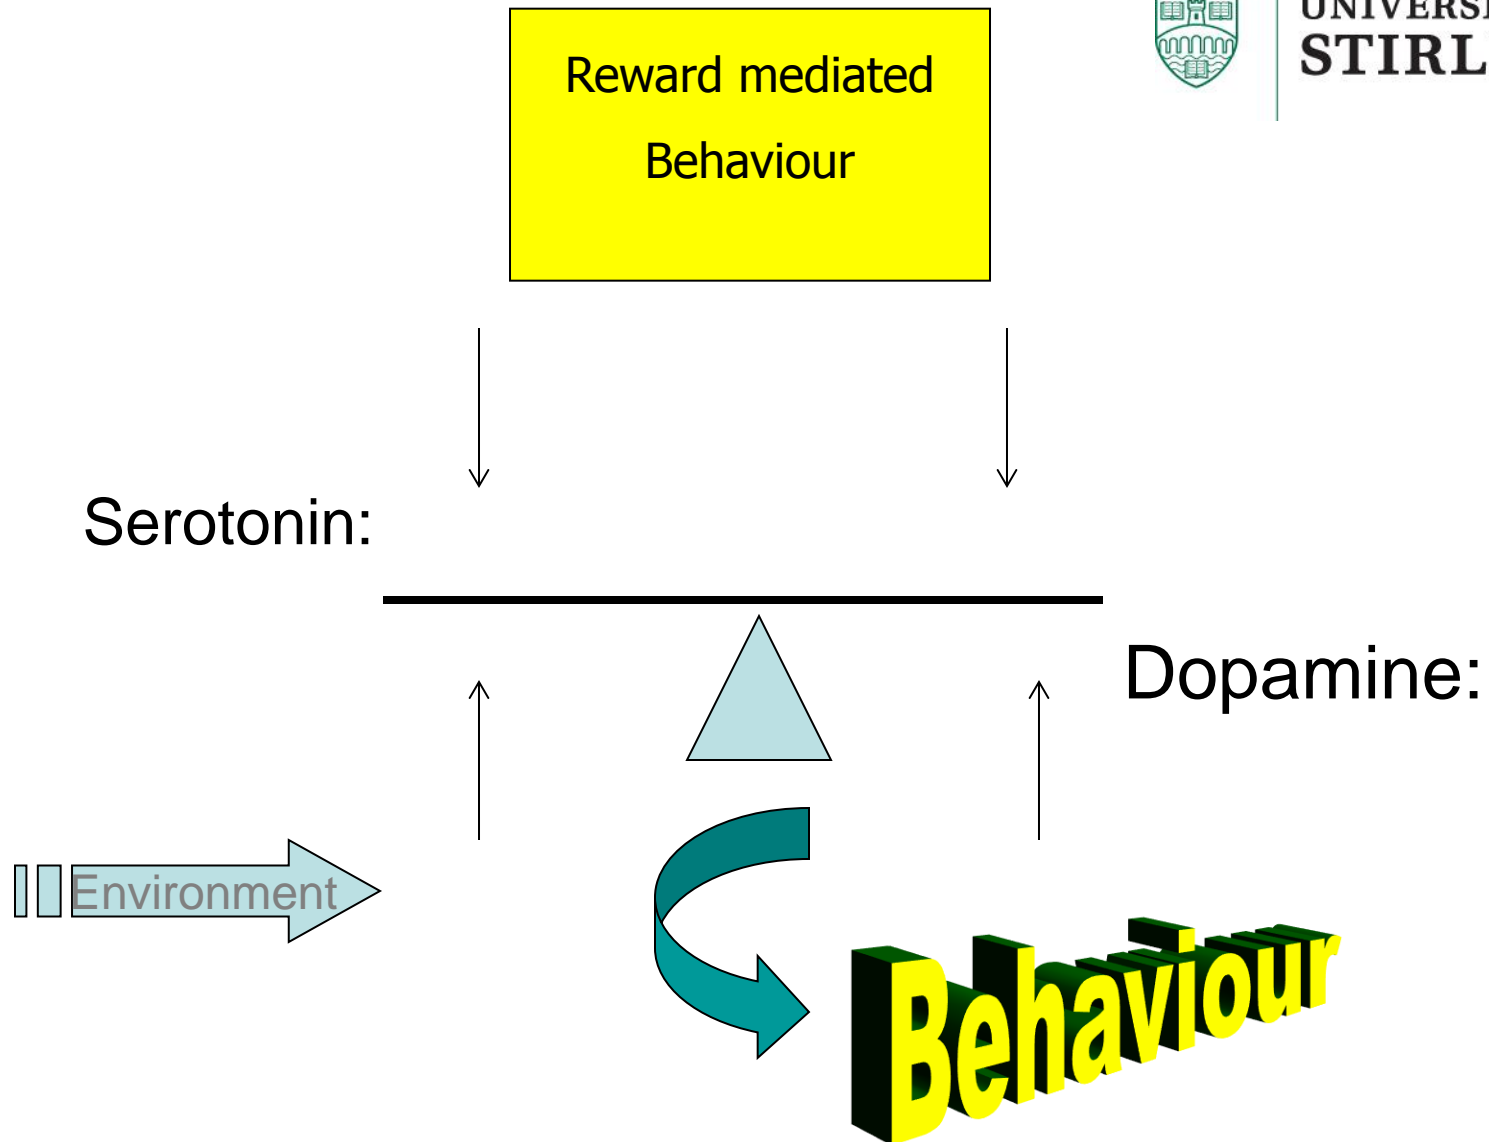 STIRL
Reward mediated
Behaviour
Serotonin:
Dopamine:
Environment
Behaviour